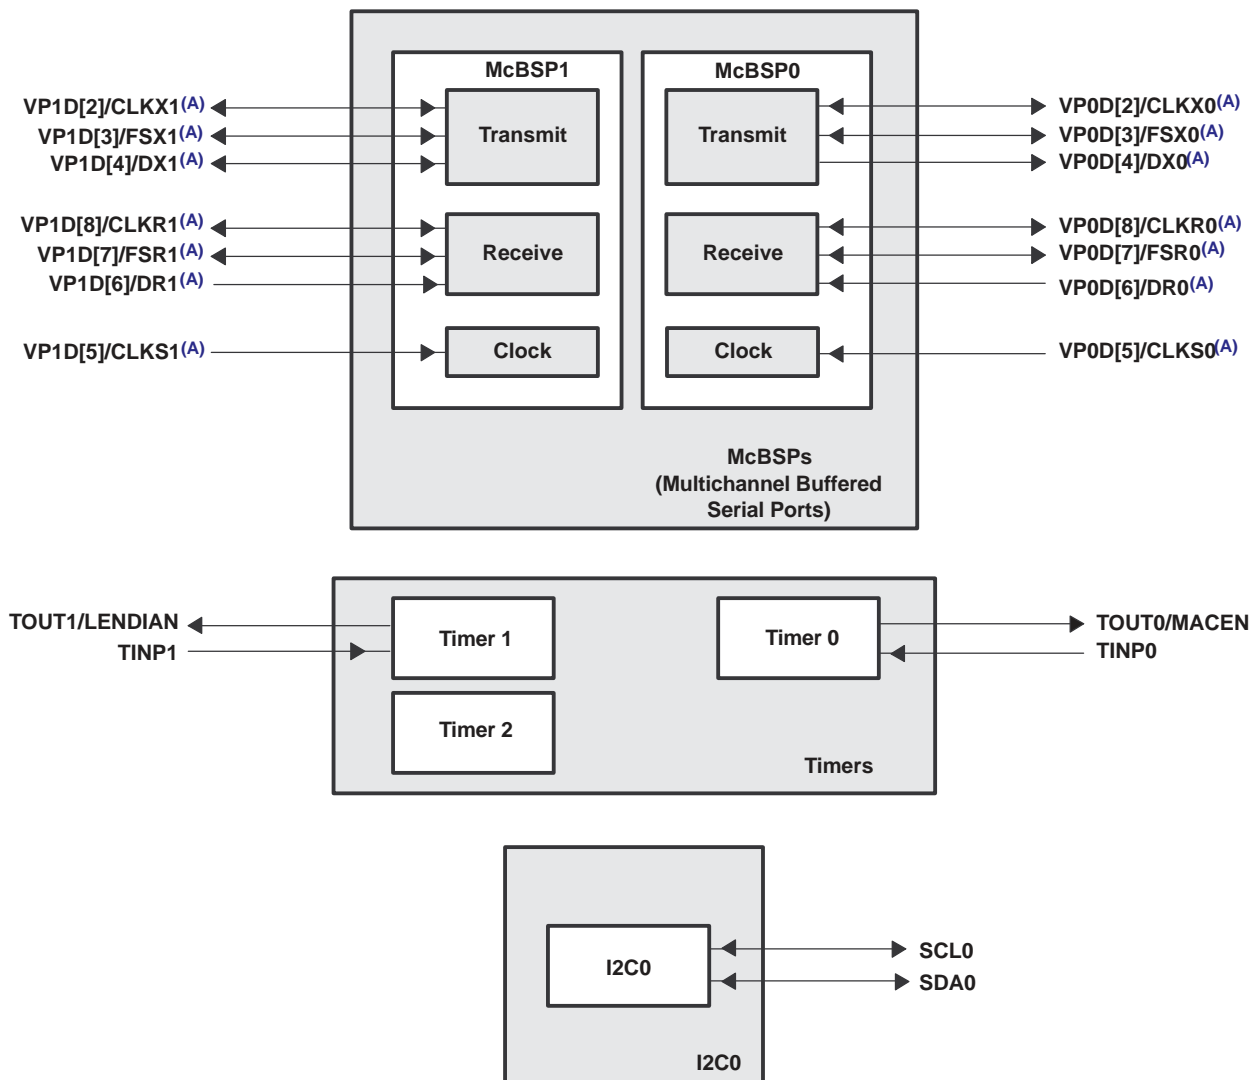 McBSP1
McBSP0
VP1D[2]/CLKX1(A)
VP1D[3]/FSX1(A)
VP1D[4]/DX1(A)
Transmit
Transmit
VP0D[2]/CLKX0(A)
VP0D[3]/FSX0(A)
VP0D[4]/DX0(A)
VP1D[8]/CLKR1(A)
VP1D[7]/FSR1(A)
VP1D[6]/DR1(A)
Receive
Receive
VP0D[8]/CLKR0(A)
VP0D[7]/FSR0(A)
VP0D[6]/DR0(A)
VP1D[5]/CLKS1(A)
Clock
Clock
VP0D[5]/CLKS0(A)
McBSPs
(Multichannel Buffered
Serial Ports)
TOUT1/LENDIAN
TINP1
Timer 1
Timer 0
TOUT0/MACEN
TINP0
Timer 2
Timers
I2C0
SCL0
SDA0
I2C0